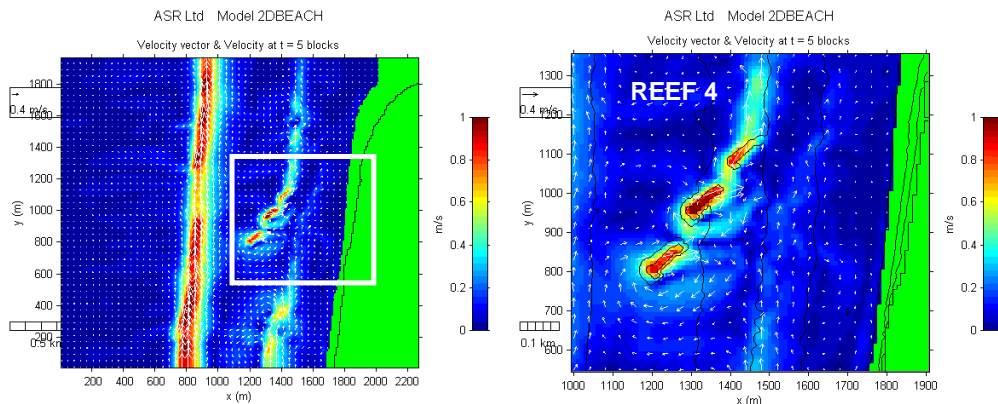 ASR Ltd Model 2DBEACH
Velocity vector & Velocity at t = 5 blocks
1800
1600
1400
1200
1000
800
600
400
200
y (m)
0.4 m/s
0.5 km
200 400 600 800 1000 1200 1400 1600 1800 2000 2200
x (m)
1
0.8
0.6
0.4
0.2
0
m/s
ASR Ltd Model 2DBEACH
Velocity vector & Velocity at t = 5 blocks
REEF 4
1300
1200
1100
1000
900
800
700
600
y (m)
0.4 m/s
0.1 km
1000 1100 1200 1300 1400 1500 1600 1700 1800 1900
x (m)
1
0.8
0.6
0.4
0.2
0
m/s